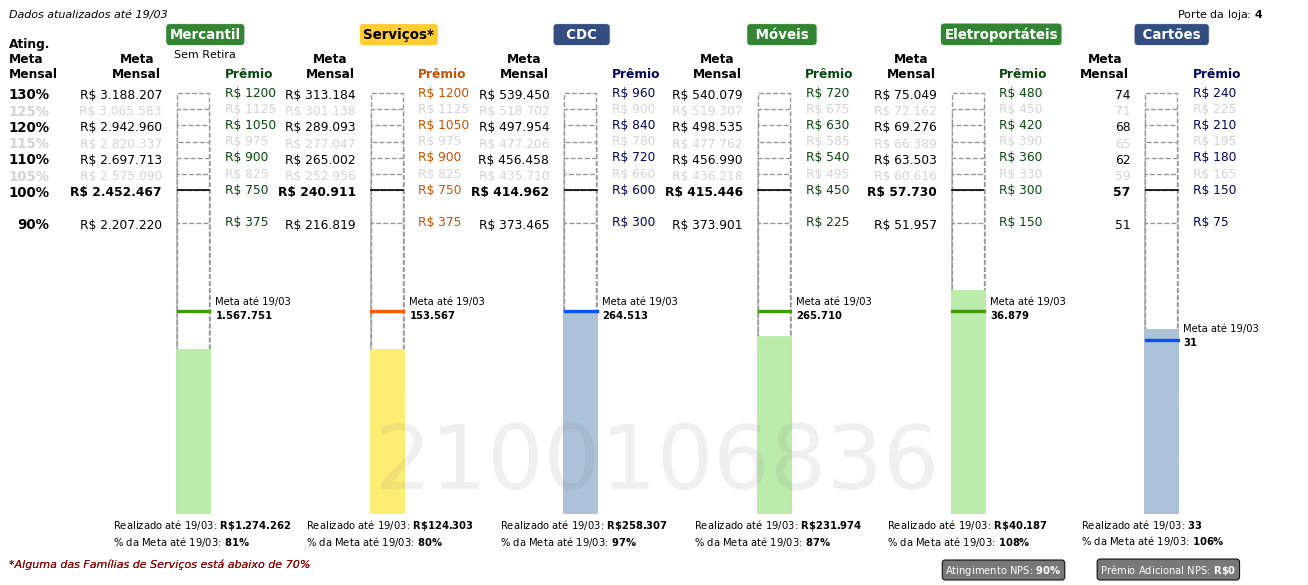 Dados atualizados até 19/03 Porte da loja: 4
Mercantil Serviços* CDC Móveis Eletroportáteis Cartões
Sem Retira
Ating. Meta Mensal Meta Mensal Prêmio Meta Mensal Prêmio Meta Mensal Prêmio Meta Mensal Prêmio Meta Mensal Prêmio Meta Mensal Prêmio
130% R$ 3.188.207 R$ 1200 R$ 313.184 R$ 1200 R$ 539.450 R$ 960 R$ 540.079 R$ 720 R$ 75.049 R$ 480 74 R$ 240
125% R$ 3.065.583 R$ 1125 R$ 301.138 R$ 1125 R$ 518.702 R$ 900 R$ 519.307 R$ 675 R$ 72.162 R$ 450 71 R$ 225
120% R$ 2.942.960 R$ 1050 R$ 289.093 R$ 1050 R$ 497.954 R$ 840 R$ 498.535 R$ 630 R$ 69.276 R$ 420 68 R$ 210
115% R$ 2.820.337 R$ 975 R$ 277.047 R$ 975 R$ 477.206 R$ 780 R$ 477.762 R$ 585 R$ 66.389 R$ 390 65 R$ 195
110% R$ 2.697.713 R$ 900 R$ 265.002 R$ 900 R$ 456.458 R$ 720 R$ 456.990 R$ 540 R$ 63.503 R$ 360 62 R$ 180
105% R$ 2.575.090 R$ 825 R$ 252.956 R$ 825 R$ 435.710 R$ 660 R$ 436.218 R$ 495 R$ 60.616 R$ 330 59 R$ 165
100% R$ 2.452.467 R$ 750 R$ 240.911 R$ 750 R$ 414.962 R$ 600 R$ 415.446 R$ 450 R$ 57.730 R$ 300 57 R$ 150
90% R$ 2.207.220 R$ 375 R$ 216.819 R$ 375 R$ 373.465 R$ 300 R$ 373.901 R$ 225 R$ 51.957 R$ 150 51 R$ 75
Meta até 19/03 Meta até 19/03 Meta até 19/03 Meta até 19/03 Meta até 19/03
1.567.751 153.567 264.513 265.710 36.879
Meta até 19/03
31
2100106836
Realizado até 19/03: R$1.274.262 Realizado até 19/03: R$124.303 Realizado até 19/03: R$258.307 Realizado até 19/03: R$231.974 Realizado até 19/03: R$40.187 Realizado até 19/03: 33
% da Meta até 19/03: 81% % da Meta até 19/03: 80% % da Meta até 19/03: 97% % da Meta até 19/03: 87% % da Meta até 19/03: 108% % da Meta até 19/03: 106%
*Alguma das Famílias de Serviços está abaixo de 70% Atingimento NPS: 90% Prêmio Adicional NPS: R$0